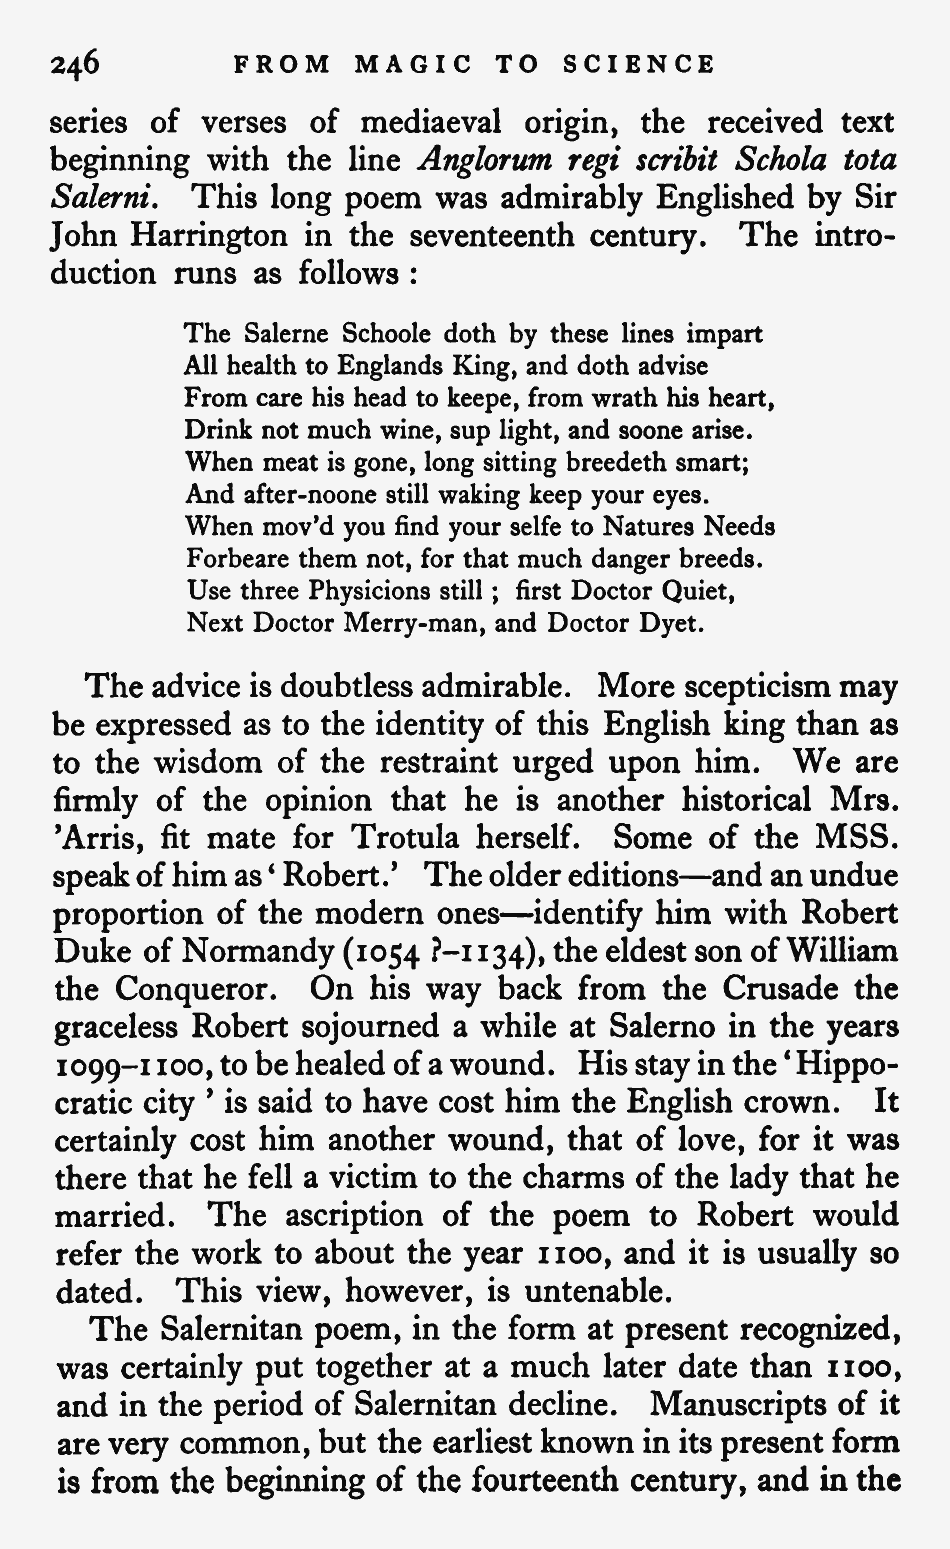 246 FROM MAGIC TO SCIENCE
series of verses of mediaeval origin, the received text
beginning with the line Anglorum regi scribit Schola tota
Salerni. This long poem was admirably Englished by Sir
John Harrington in the seventeenth century. The intro-
duction runs as follows :
The Salerne Schoole doth by these lines impart
All health to Englands King, and doth advise
From care his head to keepe, from wrath his heart,
Drink not much wine, sup light, and soone arise.
When meat is gone, long sitting breedeth smart;
And after-noone still waking keep your eyes.
When mov'd you find your selfe to Natures Needs
Forbeare them not, for that much danger breeds.
Use three Physicions still ; first Doctor Quiet,
Next Doctor Merry-man, and Doctor Dyet.
The advice is doubtless admirable. More scepticism may
be expressed as to the identity of this English king than as
to the wisdom of the restraint urged upon him. We are
firmly of the opinion that he is another historical Mrs.
'Arris, fit mate for Trotula herself. Some of the MSS.
speak of him as ' Robert.' The older editions—and an undue
proportion of the modern ones—identify him with Robert
Duke of Normandy (1054 ?–1134), the eldest son of William
the Conqueror. On his way back from the Crusade the
graceless Robert sojourned a while at Salerno in the years
1099–1100, to be healed of a wound. His stay in the ' Hippo-
cratic city ' is said to have cost him the English crown. It
certainly cost him another wound, that of love, for it was
there that he fell a victim to the charms of the lady that he
married. The ascription of the poem to Robert would
refer the work to about the year 1100, and it is usually so
dated. This view, however, is untenable.
The Salernitan poem, in the form at present recognized,
was certainly put together at a much later date than 1100,
and in the period of Salernitan decline. Manuscripts of it
are very common, but the earliest known in its present form
is from the beginning of the fourteenth century, and in the